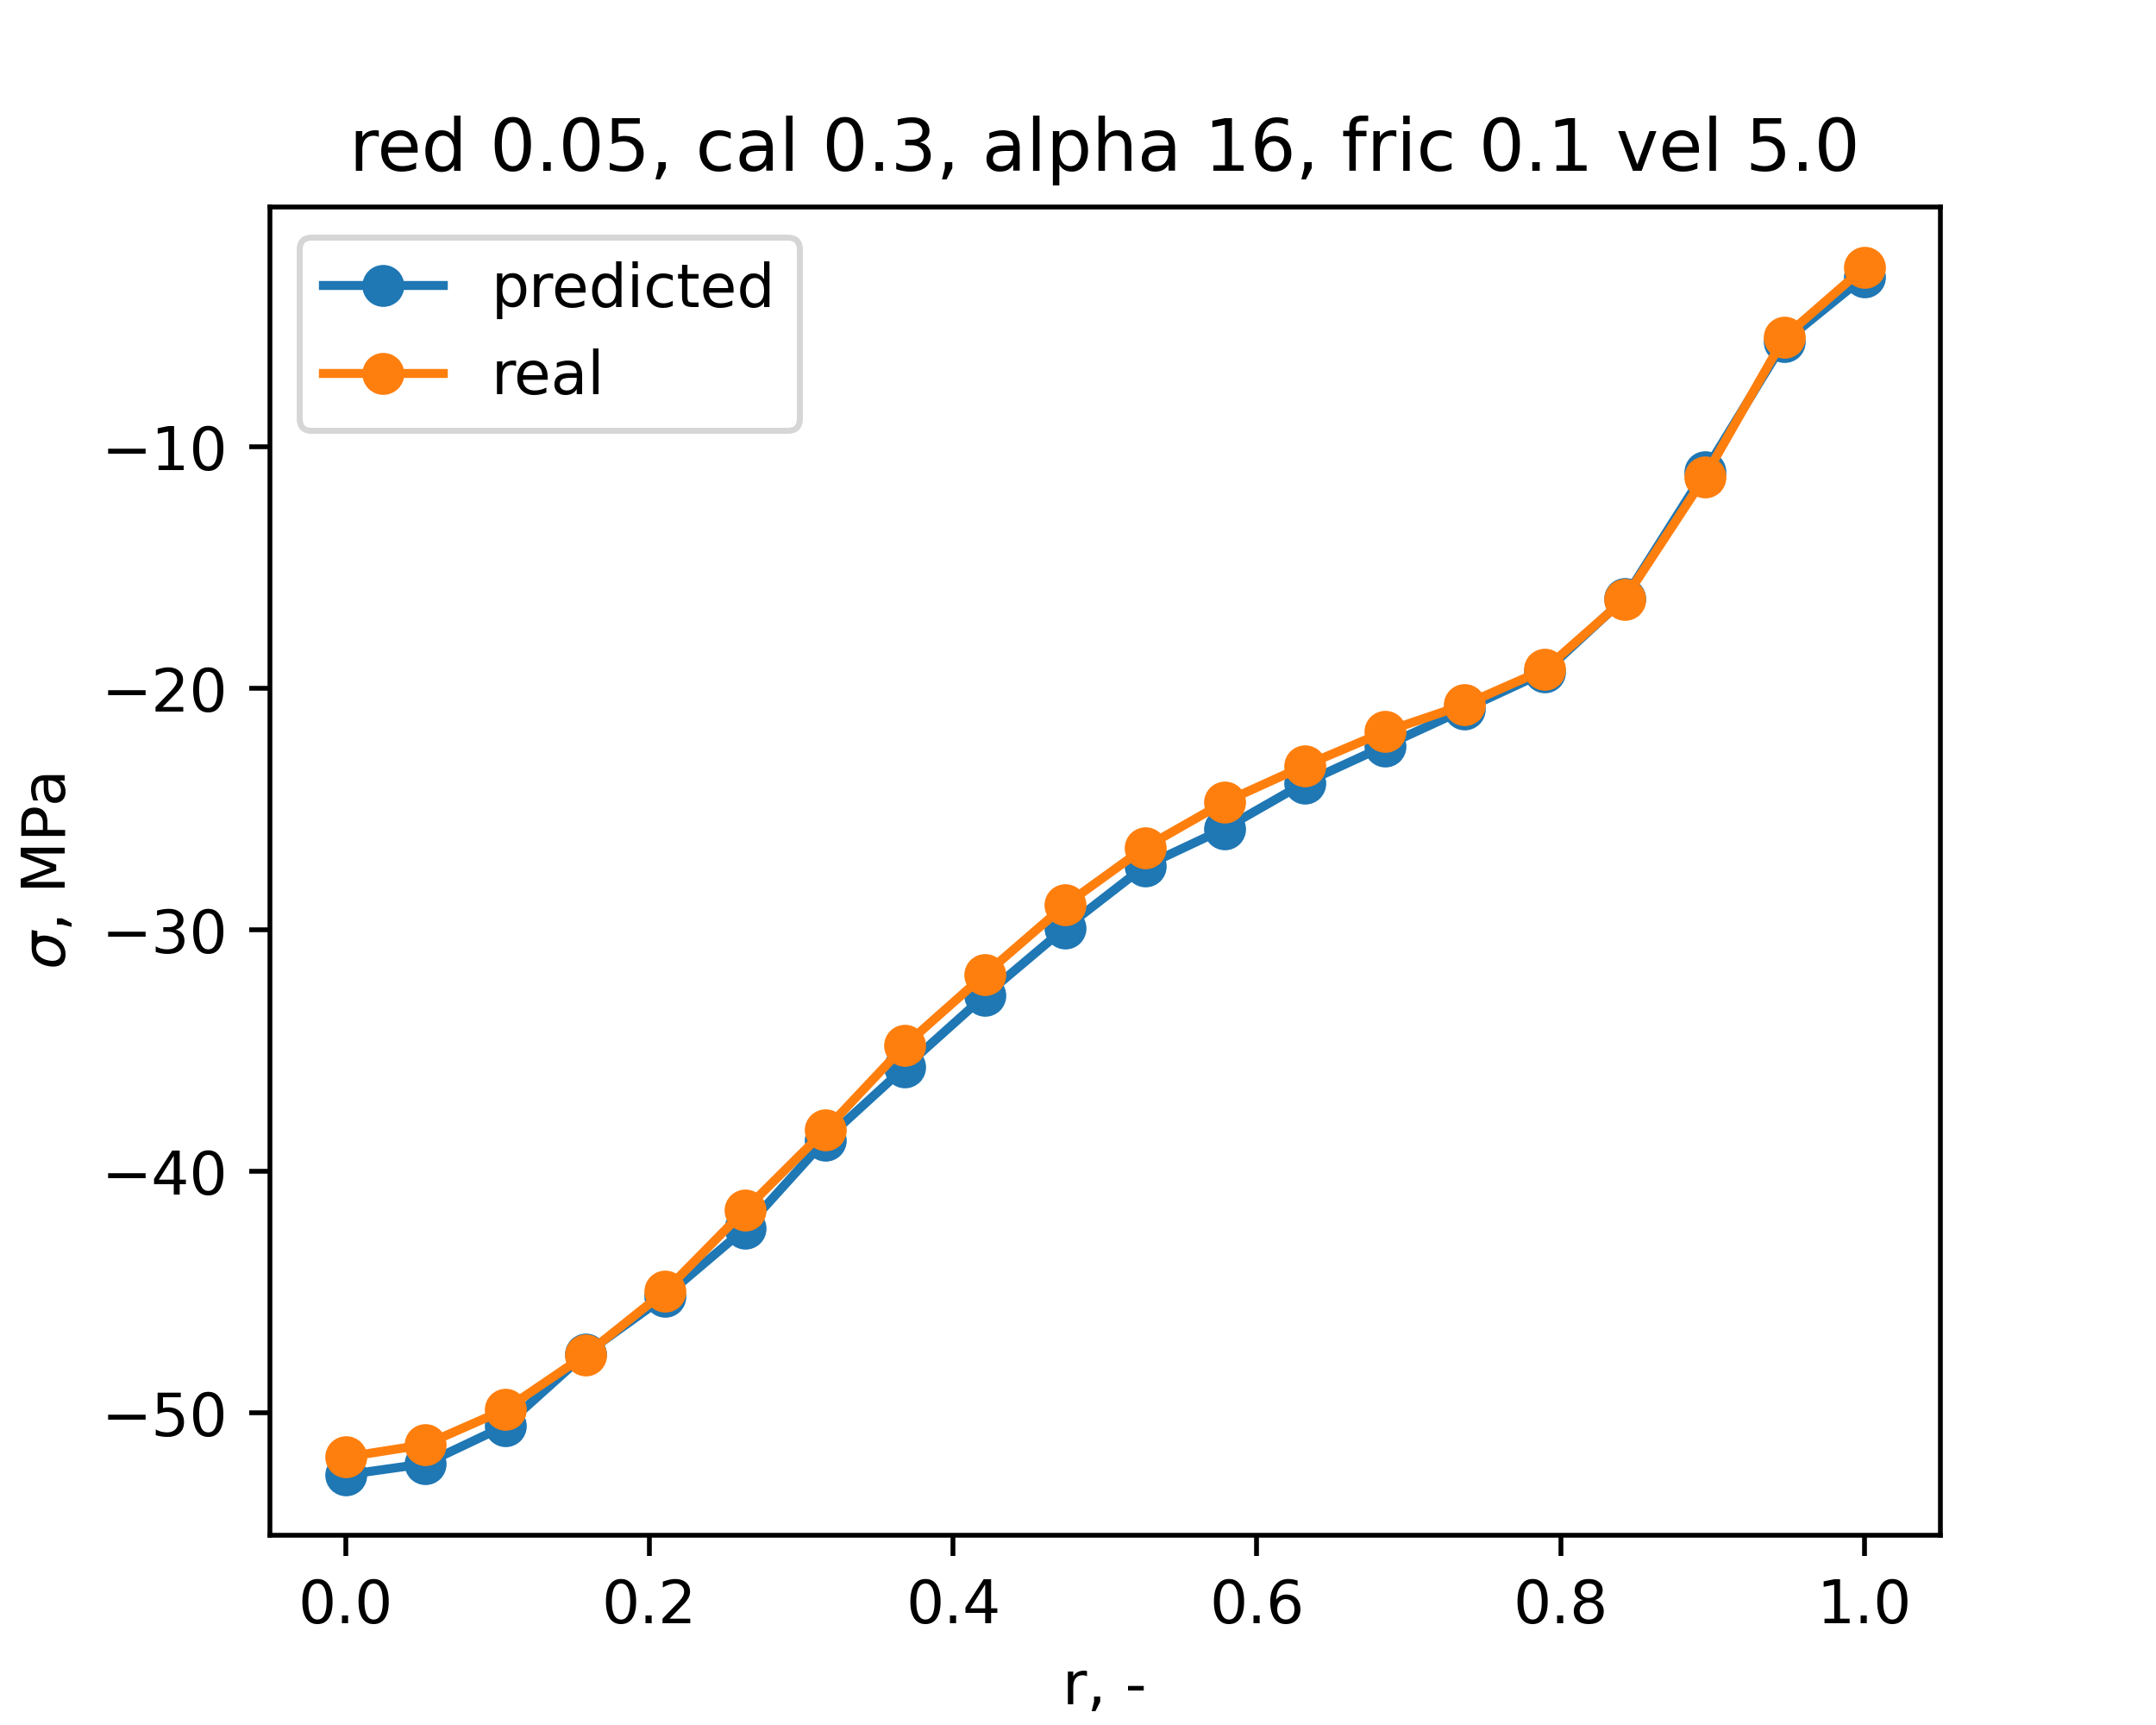 red 0.05, cal 0.3, alpha 16, fric 0.1 vel 5.0
predicted
real
−10
−20
−30
−40
−50
σ, MPa
0.0 0.2 0.4 0.6 0.8 1.0
r, -